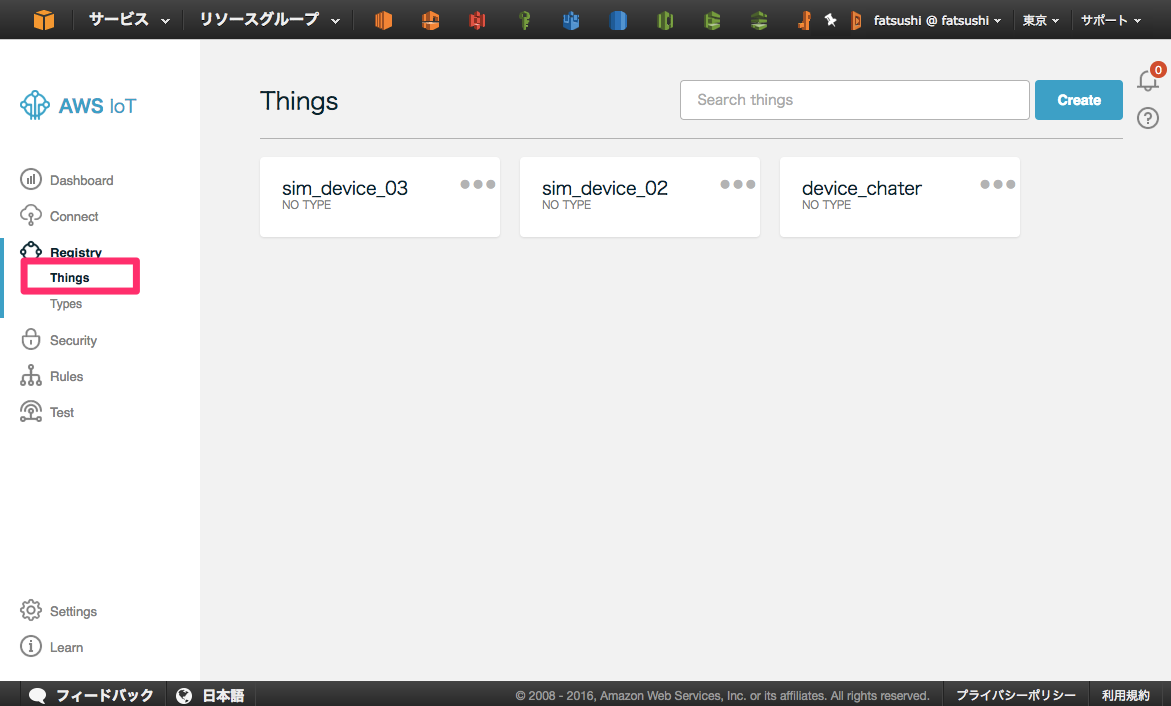 サービス リソースグループ fatsushi @ fatsushi 東京 サポート
AWS IoT
Dashboard
Connect
Registry
Things
Types
Security
Rules
Test
Settings
Learn
Things
Search things
Create
0
?
sim_device_03
NO TYPE
sim_device_02
NO TYPE
device_chater
NO TYPE
フィードバック 日本語 © 2008 - 2016, Amazon Web Services, Inc. or its affiliates. All rights reserved. プライバシーポリシー 利用規約